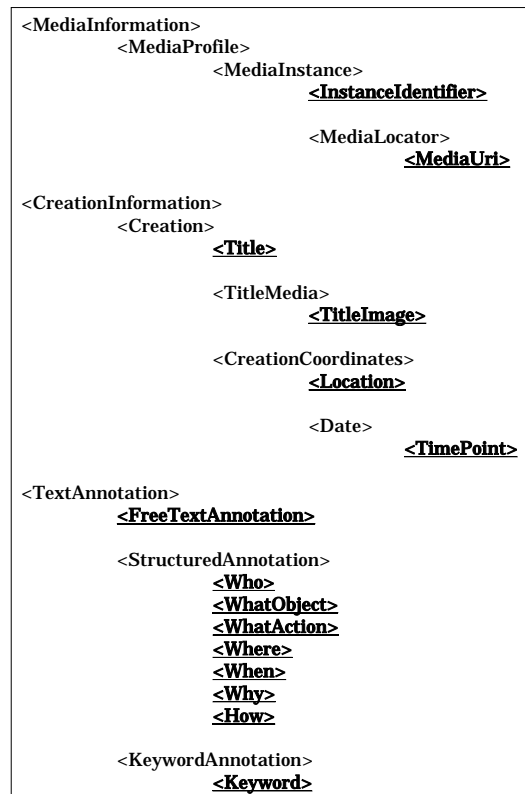 <MediaInformation>
<MediaProfile>
<MediaInstance>
<InstanceIdentifier>
<MediaLocator>
<MediaUri>
<CreationInformation>
<Creation>
<Title>
<TitleMedia>
<TitleImage>
<CreationCoordinates>
<Location>
<Date>
<TimePoint>
<TextAnnotation>
<FreeTextAnnotation>
<StructuredAnnotation>
<Who>
<WhatObject>
<WhatAction>
<Where>
<When>
<Why>
<How>
<KeywordAnnotation>
<Keyword>